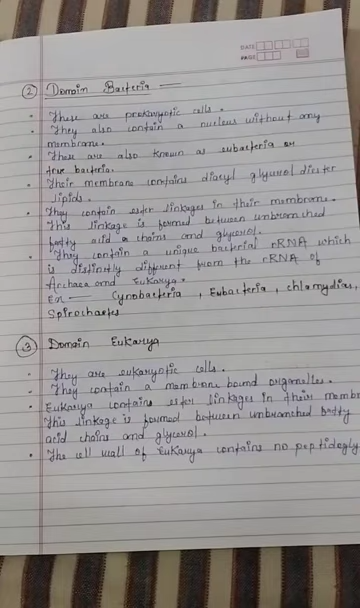 DATE
PAGE
② Domain Bacteria —
• These are prokaryotic cells.
• They also contain a nucleus without any
membrane.
• These are also known as eubacteria or
true bacteria.
• Their membrane contains diacyl glycerol diester
lipids.
• They contain ester linkages in their membrane.
This linkage is formed between unbranched
fatty acid chains and glycerol.
• They contain a unique bacterial rRNA which
is distinctly different from the rRNA of
Archaea and Eukarya.
Ex — Cynobacteria, Eubacteria, chlamydias,
Spirochaetes
③ Domain Eukarya
• They are eukaryotic cells.
• They contain a membrane bound organelles.
• Eukarya contains ester linkages in their membr
This linkage is formed between unbranched fatty
acid chains and glycerol.
• The cell wall of Eukarya contains no peptidogly